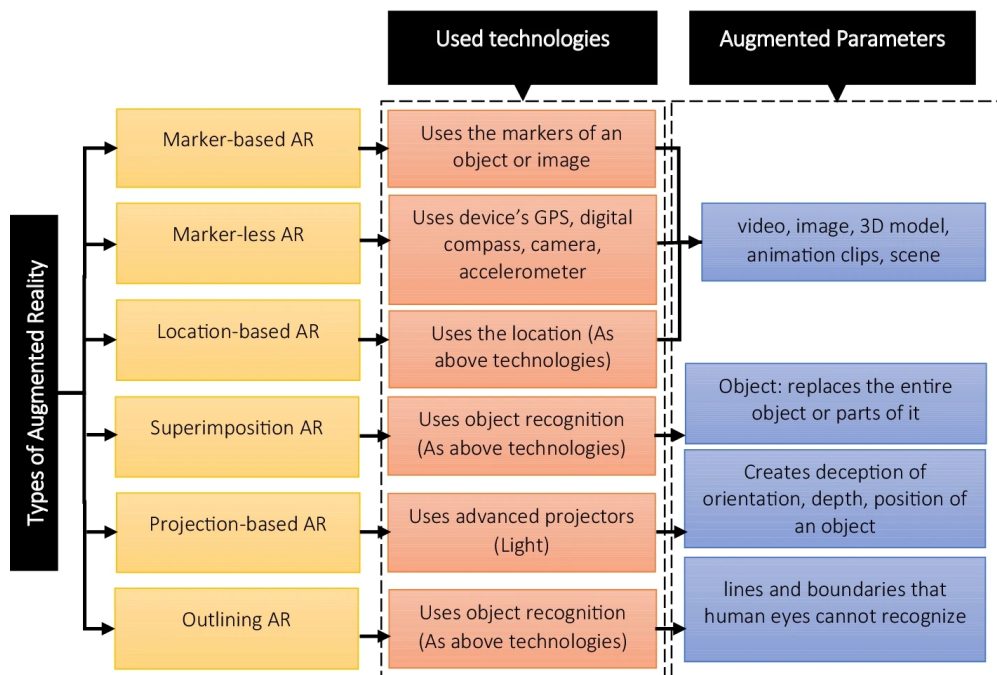 Used technologies
Augmented Parameters
Types of Augmented Reality
Marker-based AR
Uses the markers of an
object or image
Marker-less AR
Uses device’s GPS, digital
compass, camera,
accelerometer
video, image, 3D model,
animation clips, scene
Location-based AR
Uses the location (As
above technologies)
Superimposition AR
Uses object recognition
(As above technologies)
Object: replaces the entire
object or parts of it
Projection-based AR
Uses advanced projectors
(Light)
Creates deception of
orientation, depth, position of
an object
Outlining AR
Uses object recognition
(As above technologies)
lines and boundaries that
human eyes cannot recognize